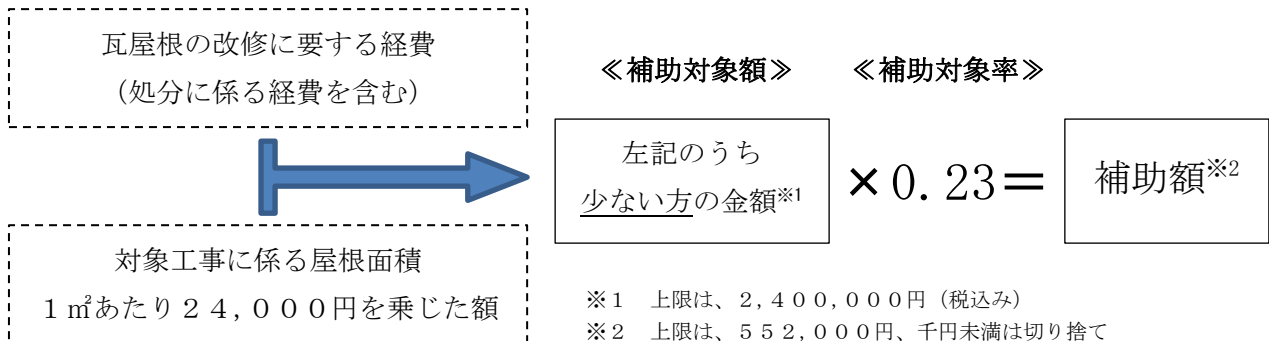 瓦屋根の改修に要する経費
（処分に係る経費を含む）
対象工事に係る屋根面積
１㎡あたり２４,０００円を乗じた額
≪補助対象額≫
≪補助対象率≫
左記のうち
少ない方の金額※1
×0.23＝
補助額※2
※１　上限は、２,４００,０００円（税込み）
※２　上限は、５５２,０００円、千円未満は切り捨て